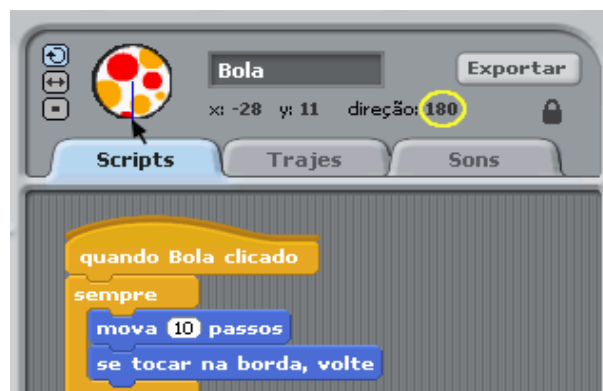 Bola
Exportar
x: -28 y: 11 direção: 180
Scripts Trajes Sons
quando Bola clicado
sempre
mova 10 passos
se tocar na borda, volte